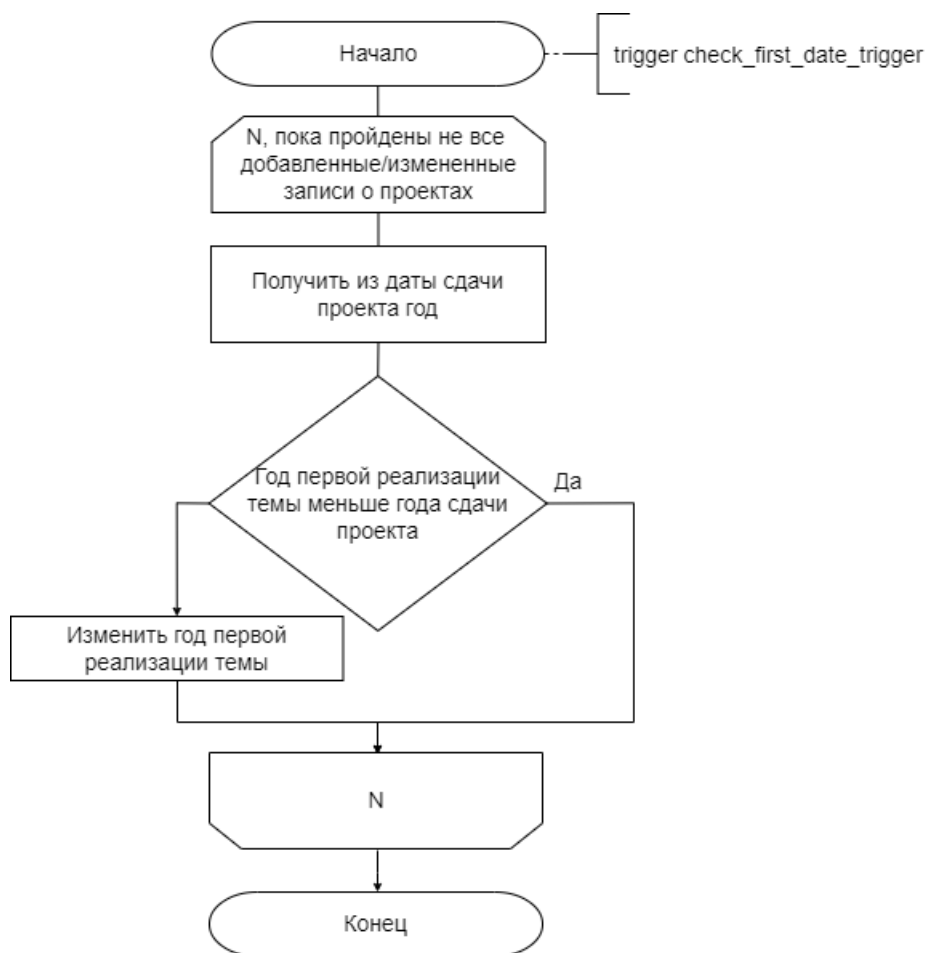 Начало
trigger check_first_date_trigger
N, пока пройдены не все
добавленные/измененные
записи о проектах
Получить из даты сдачи
проекта год
Год первой реализации
темы меньше года сдачи
проекта
Да
Изменить год первой
реализации темы
N
Конец